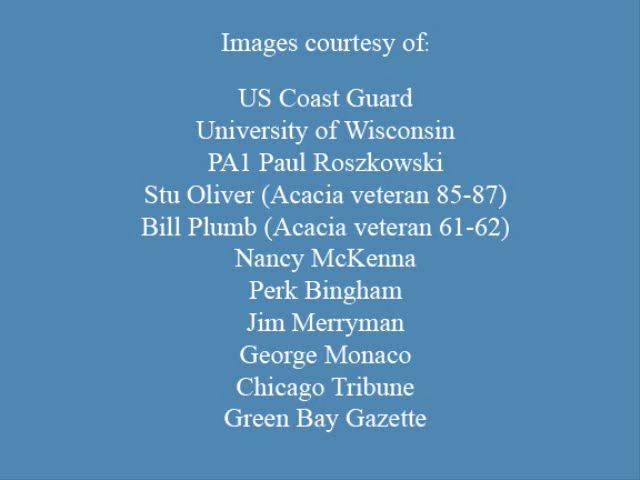 Images courtesy of:
US Coast Guard
University of Wisconsin
PA1 Paul Roszkowski
Stu Oliver (Acacia veteran 85-87)
Bill Plumb (Acacia veteran 61-62)
Nancy McKenna
Perk Bingham
Jim Merryman
George Monaco
Chicago Tribune
Green Bay Gazette